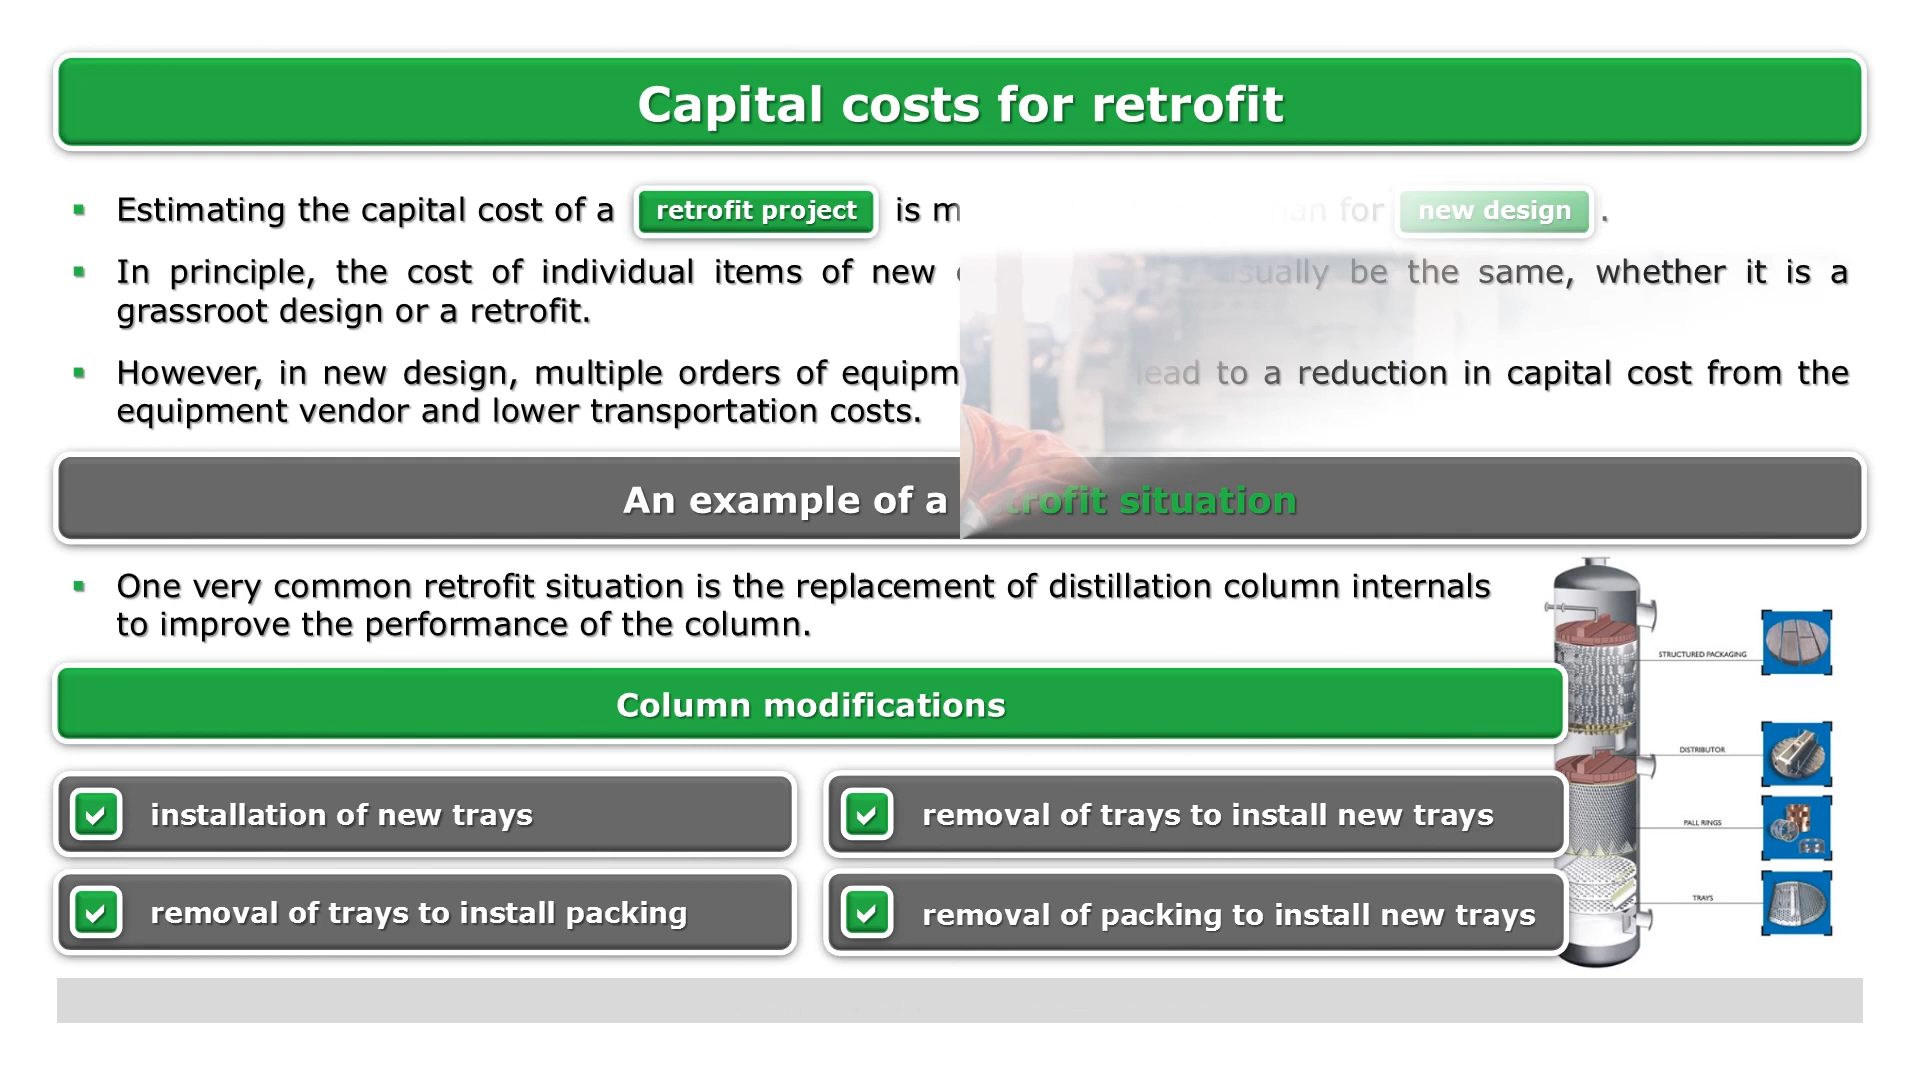 Capital costs for retrofit
Estimating the capital cost of a retrofit project is for new design .
In principle, the cost of individual items of new usually be the same, whether it is a
grassroot design or a retrofit.
However, in new design, multiple orders of lead to a reduction in capital cost from the
equipment vendor and lower transportation costs.
An example of a retrofit situation
One very common retrofit situation is the replacement of distillation column internals
to improve the performance of the column.
STRUCTURED PACKAGING
Column modifications
DISTRIBUTOR
installation of new trays
removal of trays to install new trays
PALL RINGS
removal of trays to install packing
removal of packing to install new trays
TRAYS